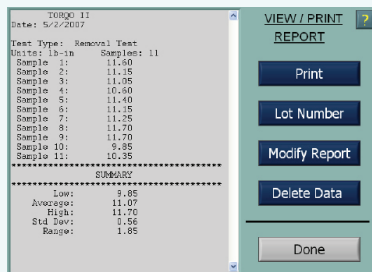 TORQO II
Date: 5/2/2007
Test Type: Removal Test
Units: lb-in Samples: 11
Sample 1: 11.60
Sample 2: 11.15
Sample 3: 11.05
Sample 4: 10.60
Sample 5: 11.40
Sample 6: 11.15
Sample 7: 11.25
Sample 8: 11.70
Sample 9: 11.70
Sample 10: 9.85
Sample 11: 10.35
****************************************
SUMMARY
****************************************
Low: 9.85
Average: 11.07
High: 11.70
Std Dev: 0.56
Range: 1.85
VIEW / PRINT
REPORT
?
Print
Lot Number
Modify Report
Delete Data
Done